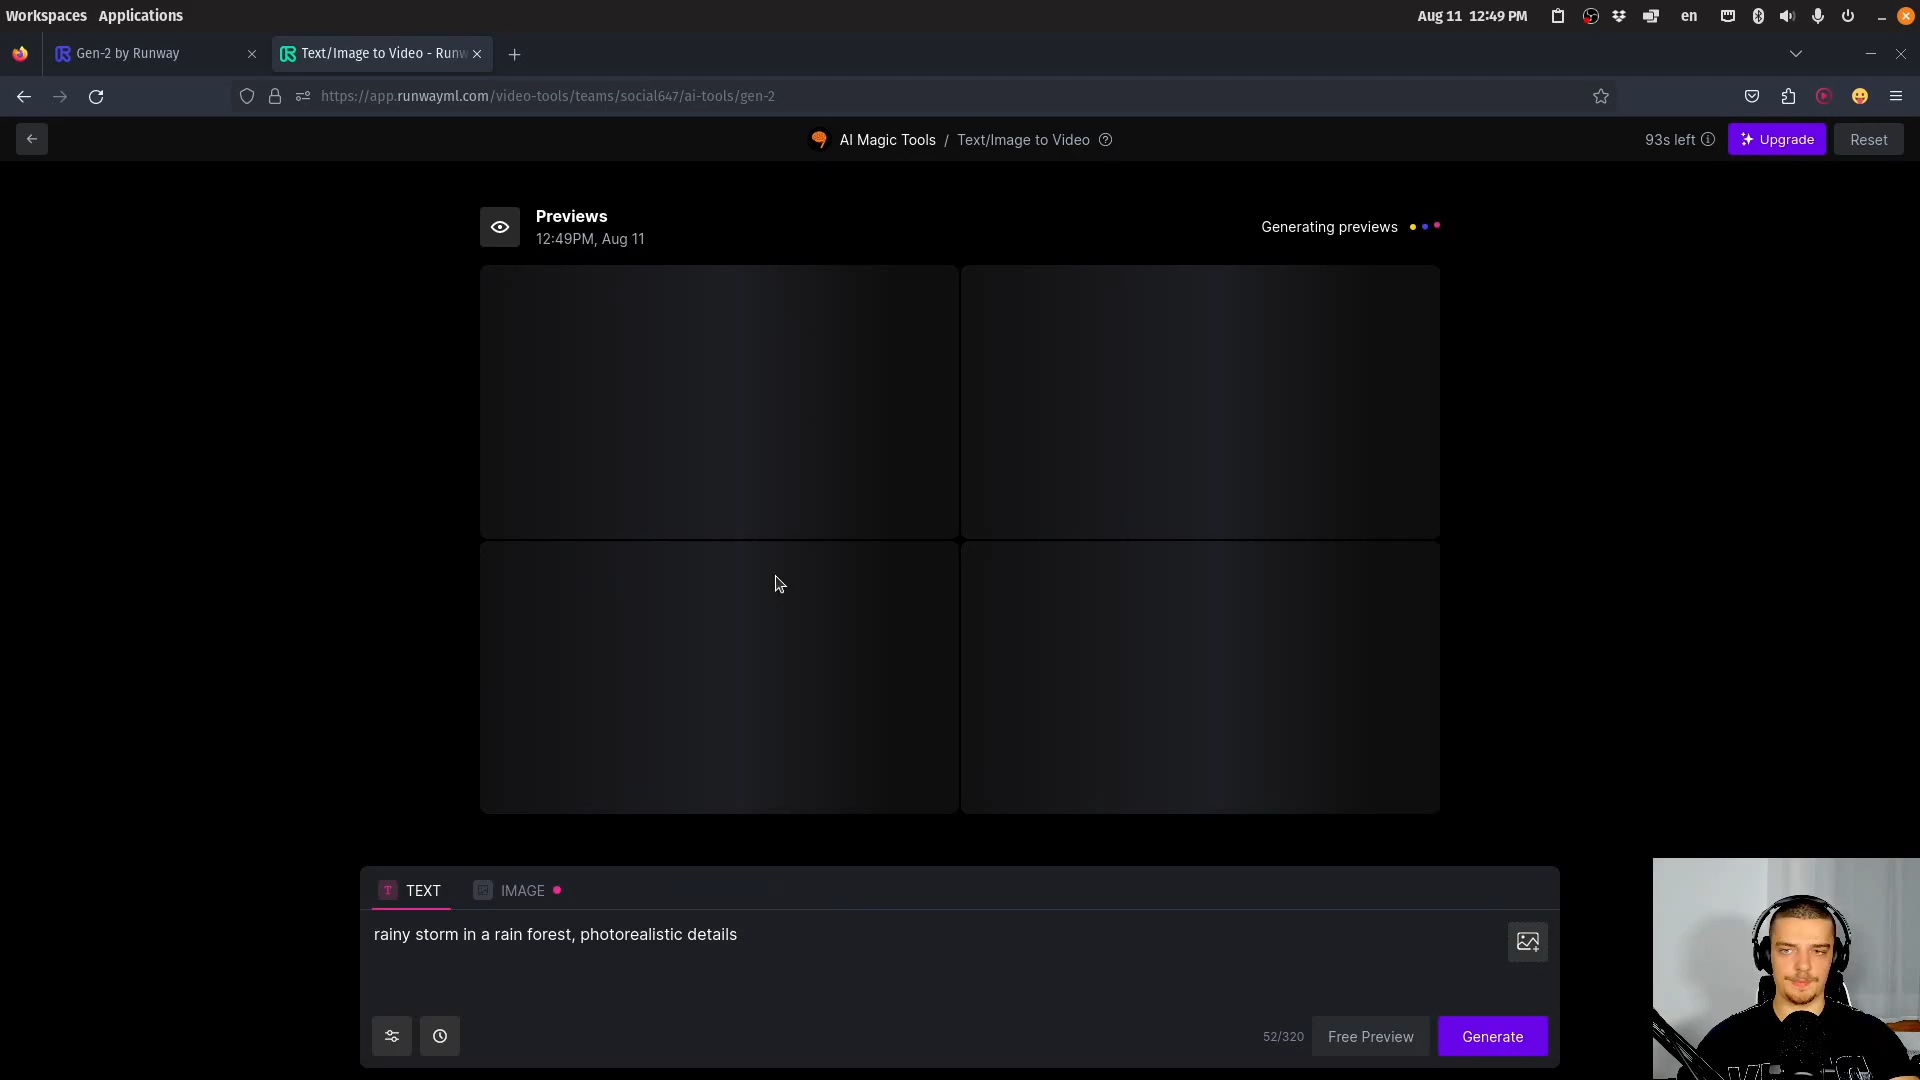 Workspaces Applications
Aug 11 12:49 PM
en
Gen-2 by Runway
Text/Image to Video - Runw
https://app.runwayml.com/video-tools/teams/social647/ai-tools/gen-2
AI Magic Tools / Text/Image to Video
93s left
Upgrade
Reset
Previews
12:49PM, Aug 11
Generating previews
T TEXT
IMAGE
rainy storm in a rain forest, photorealistic details
52/320
Free Preview
Generate